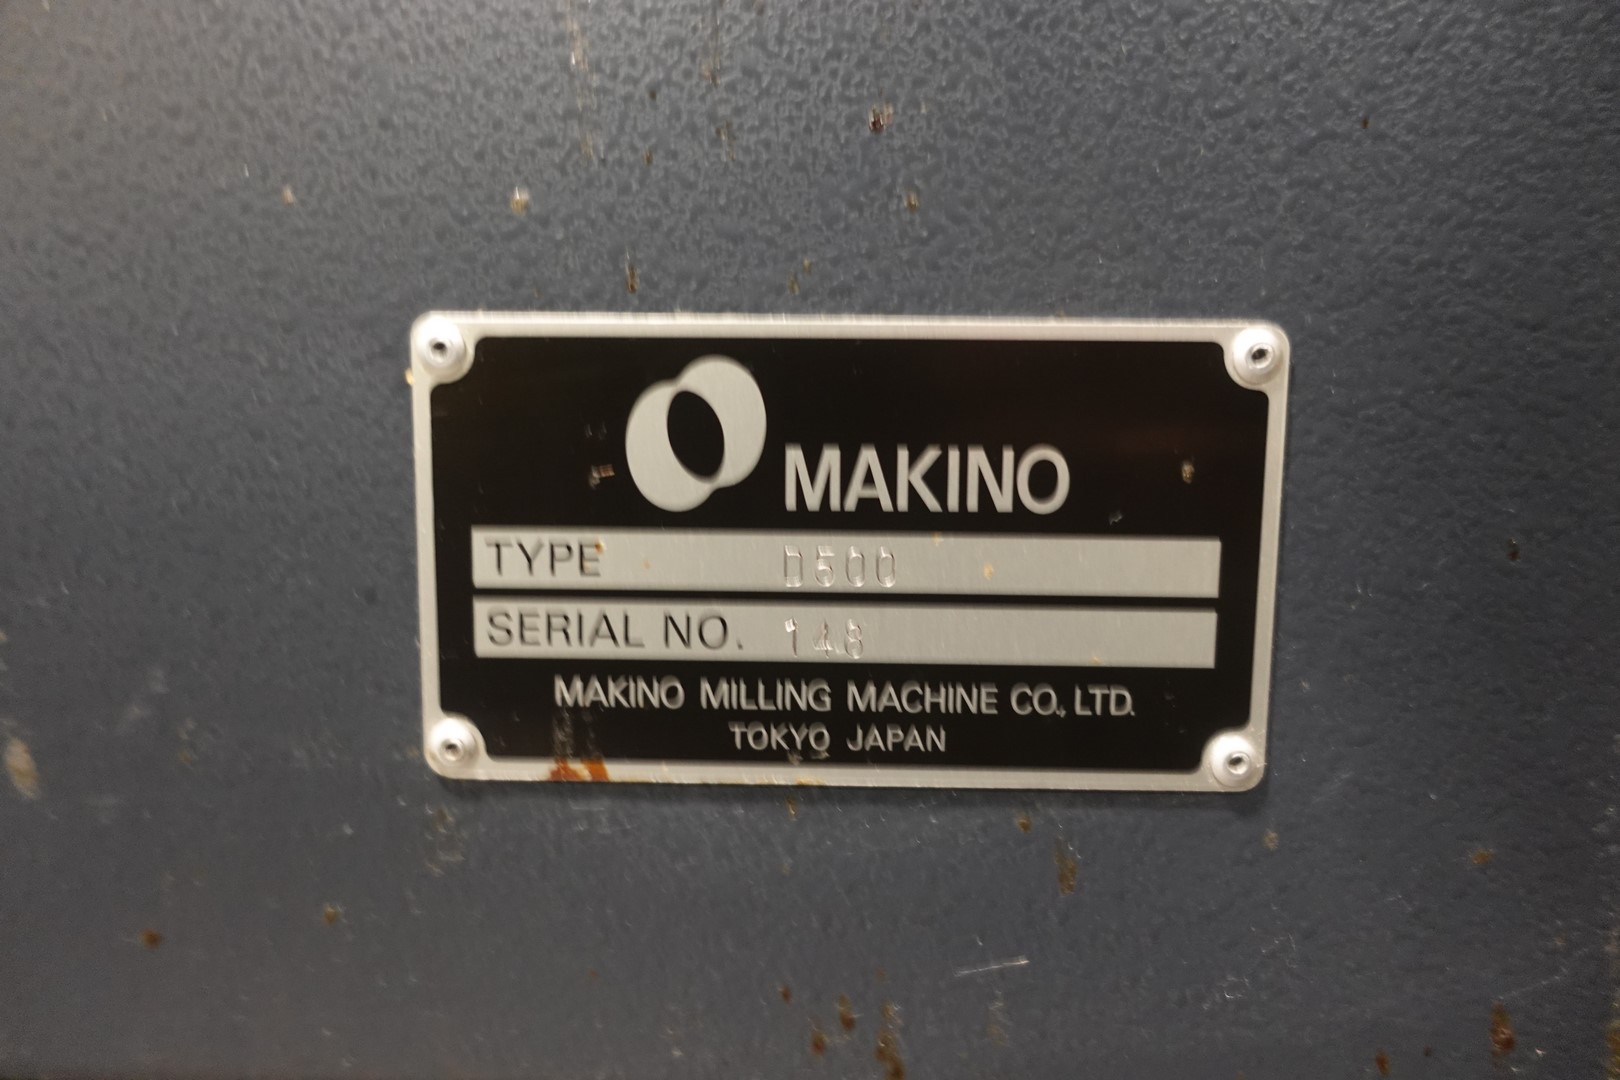 MAKINO
TYPE D500
SERIAL NO. 148
MAKINO MILLING MACHINE CO., LTD.
TOKYO JAPAN